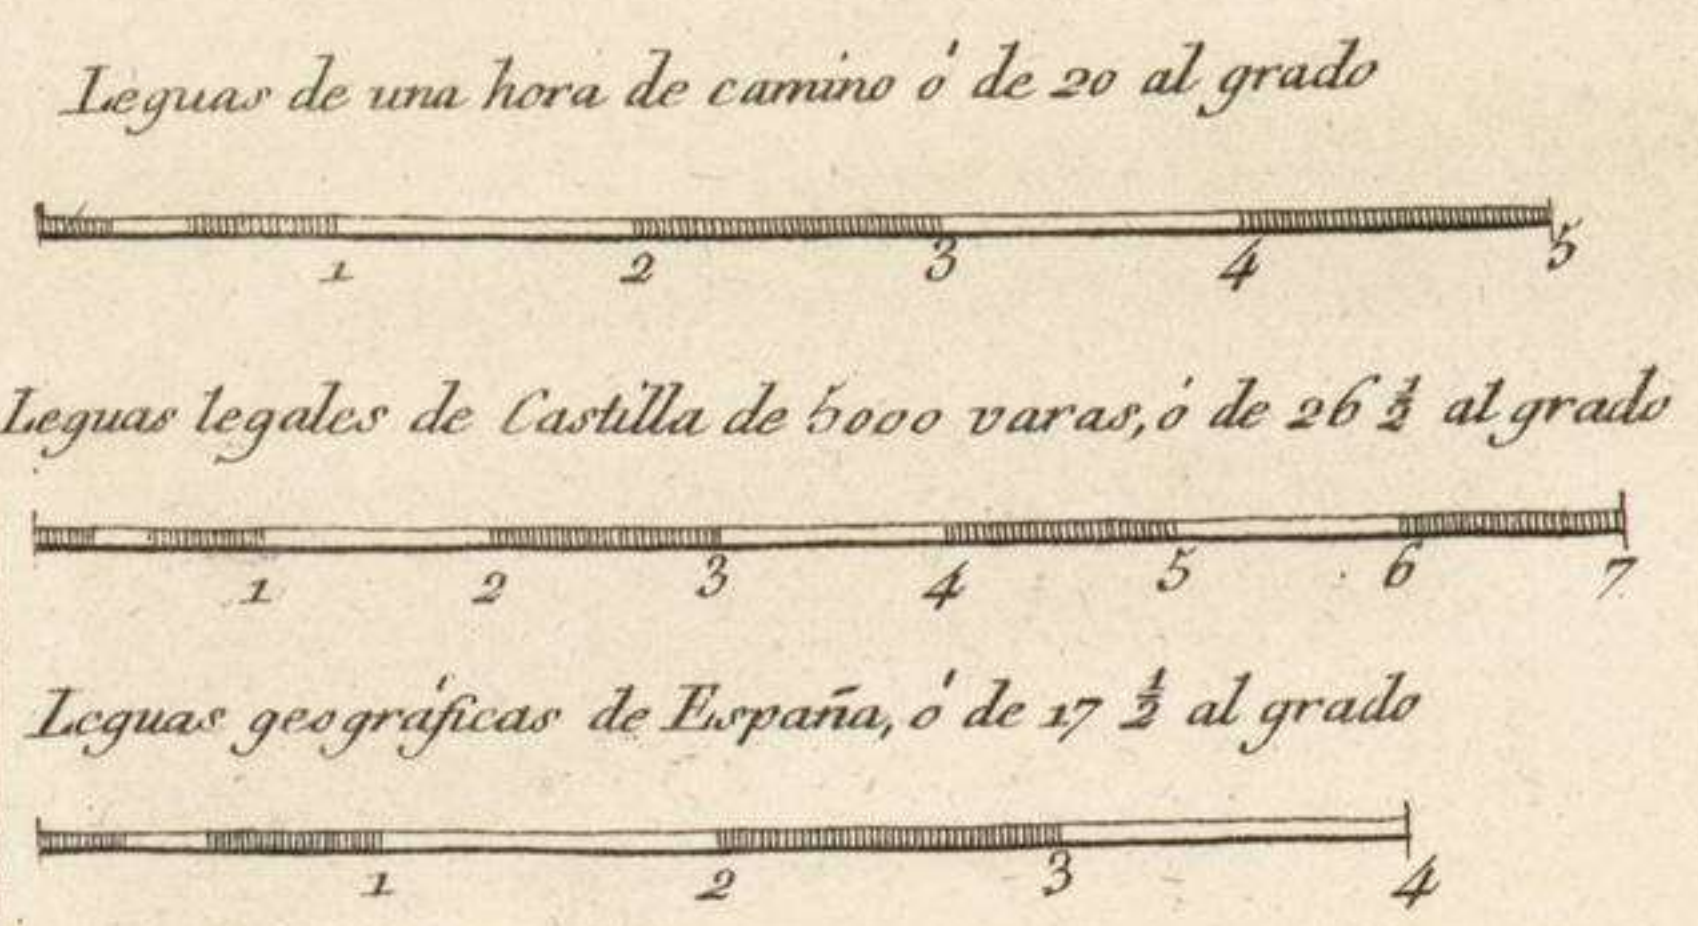 Leguas de una hora de camino ó de 20 al grado
1 2 3 4 5
Leguas legales de Castilla de 5000 varas, ó de 26 1/2 al grado
1 2 3 4 5 6 7
Leguas geográficas de España, ó de 17 1/2 al grado
1 2 3 4